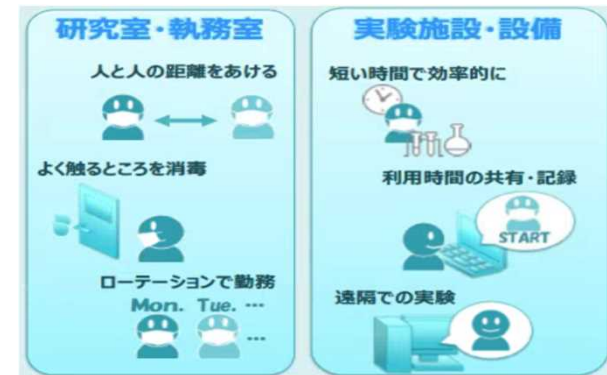 研究室・執務室
人と人の距離をあける
よく触るところを消毒
ローテーションで勤務
Mon. Tue. …
…
実験施設・設備
短い時間で効率的に
利用時間の共有・記録
START
遠隔での実験